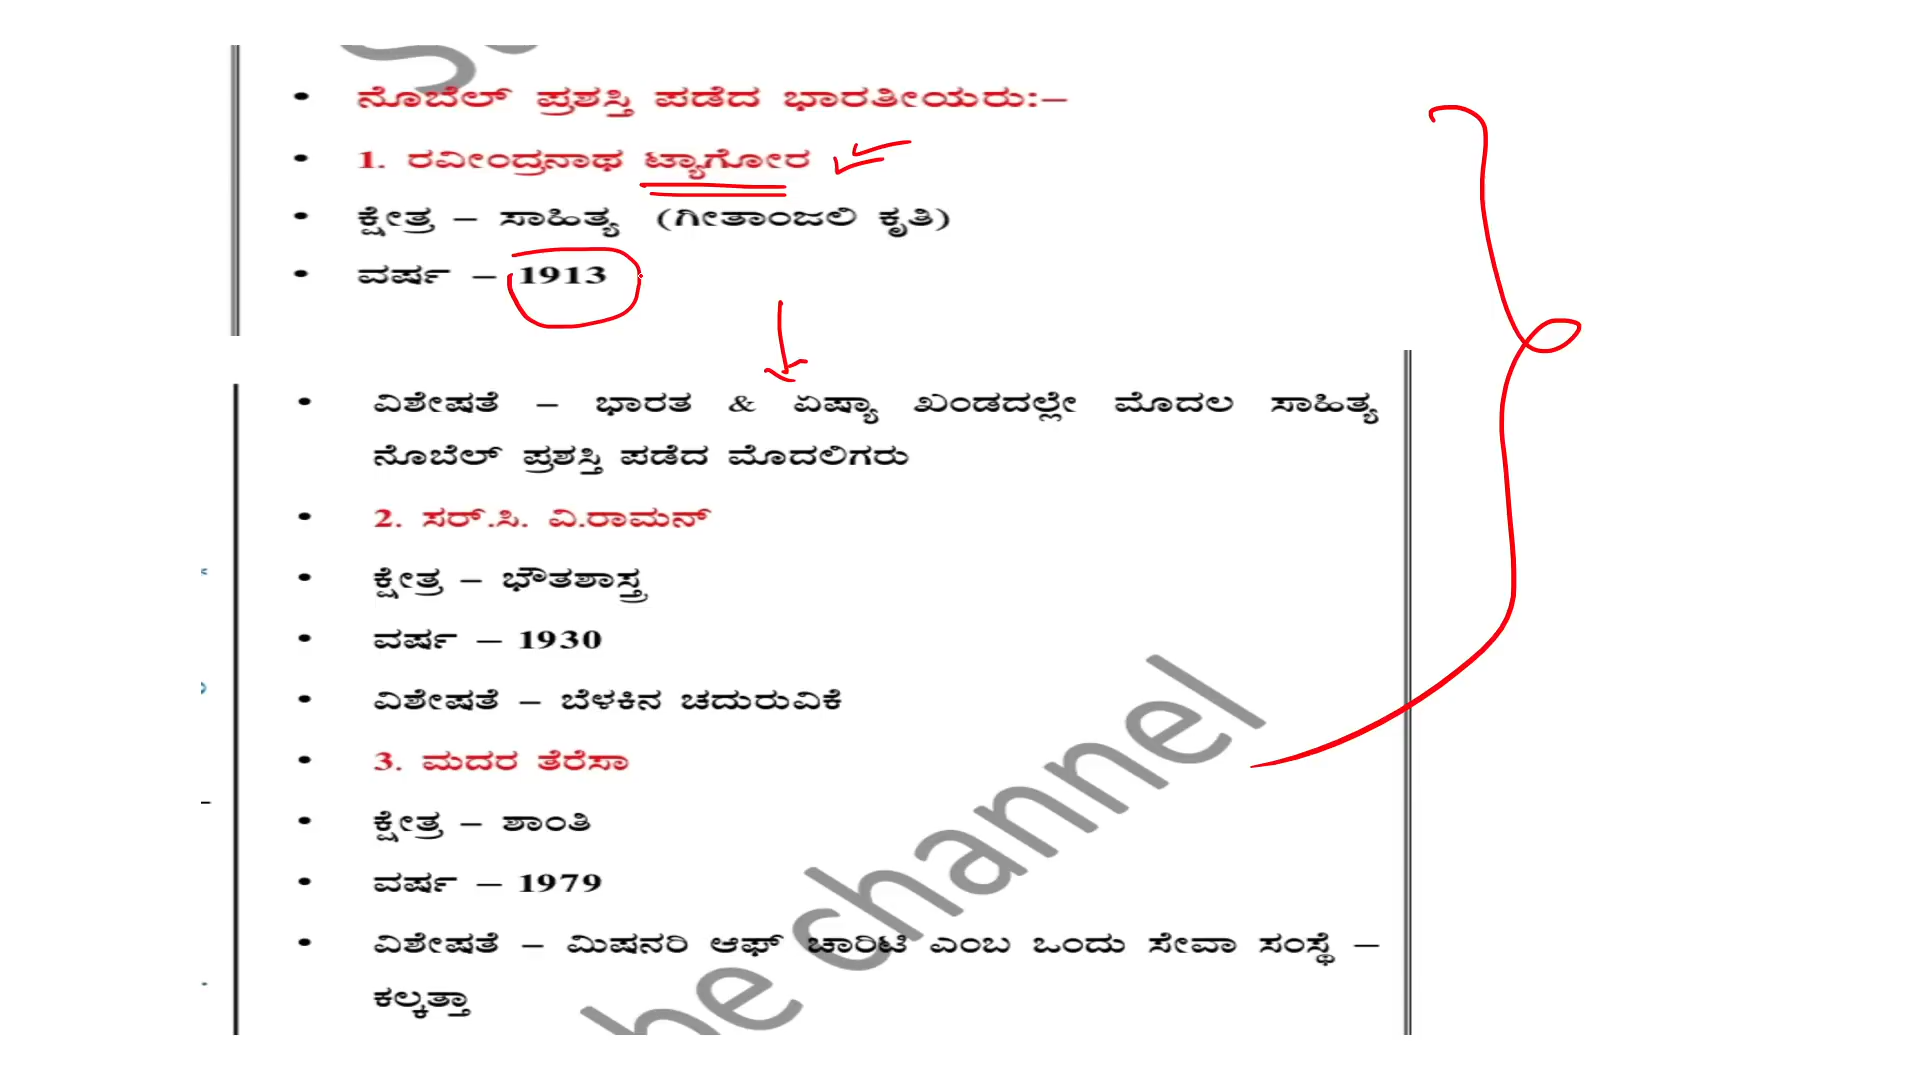 • ನೊಬೆಲ್ ಪ್ರಶಸ್ತಿ ಪಡೆದ ಭಾರತೀಯರು:–
• 1. ರವೀಂದ್ರನಾಥ ಟ್ಯಾಗೋರ
• ಕ್ಷೇತ್ರ – ಸಾಹಿತ್ಯ (ಗೀತಾಂಜಲಿ ಕೃತಿ)
• ವರ್ಷ – 1913
• ವಿಶೇಷತೆ – ಭಾರತ & ಏಷ್ಯಾ ಖಂಡದಲ್ಲೇ ಮೊದಲ ಸಾಹಿತ್ಯ
ನೊಬೆಲ್ ಪ್ರಶಸ್ತಿ ಪಡೆದ ಮೊದಲಿಗರು
• 2. ಸರ್.ಸಿ. ವಿ.ರಾಮನ್
• ಕ್ಷೇತ್ರ – ಭೌತಶಾಸ್ತ್ರ
• ವರ್ಷ – 1930
• ವಿಶೇಷತೆ – ಬೆಳಕಿನ ಚದುರುವಿಕೆ
• 3. ಮದರ ತೆರೆಸಾ
• ಕ್ಷೇತ್ರ – ಶಾಂತಿ
• ವರ್ಷ – 1979
• ವಿಶೇಷತೆ – ಮಿಷನರಿ ಆಫ್ ಚಾರಿಟಿ ಎಂಬ ಒಂದು ಸೇವಾ ಸಂಸ್ಥೆ –
ಕಲ್ಕತ್ತಾ
channel